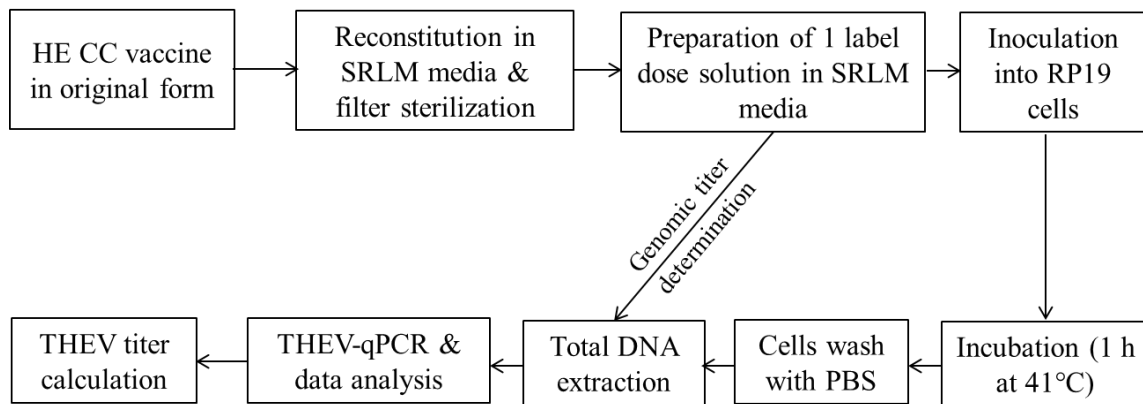 HE CC vaccine
in original form
Reconstitution in
SRLM media &
filter sterilization
Preparation of 1 label
dose solution in SRLM
media
Inoculation
into RP19
cells
Genomic titer
determination
THEV titer
calculation
THEV-qPCR &
data analysis
Total DNA
extraction
Cells wash
with PBS
Incubation (1 h
at 41°C)